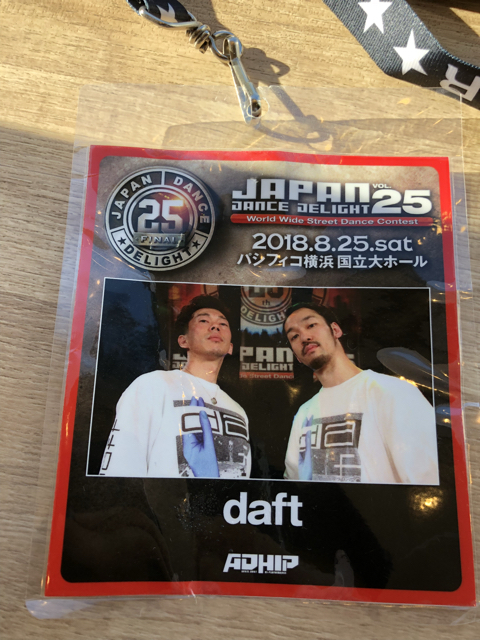 JAPAN DANCE
25
FINAL
★ DELIGHT ★
JAPAN VOL.
DANCE DELIGHT 25
World Wide Street Dance Contest
2018.8.25.sat
パシフィコ横浜 国立大ホール
daft
ADHIP